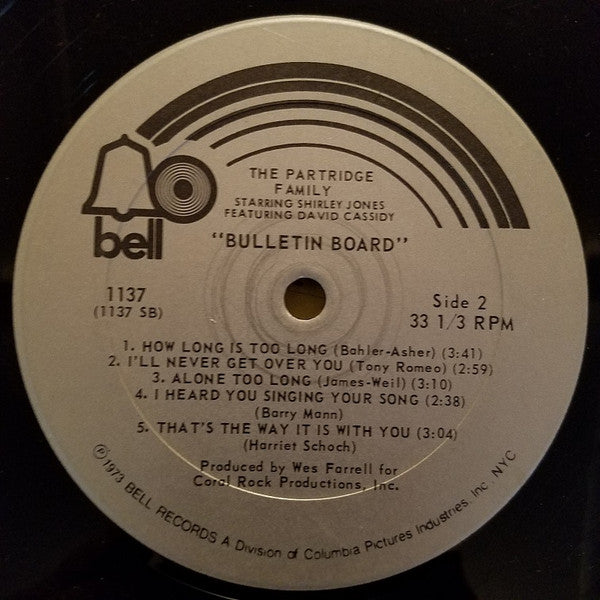 bell
THE PARTRIDGE
FAMILY
STARRING SHIRLEY JONES
FEATURING DAVID CASSIDY
"BULLETIN BOARD"
1137
(1137 SB)
Side 2
33 1/3 RPM
1. HOW LONG IS TOO LONG (Bahler-Asher) (3:41)
2. I'LL NEVER GET OVER YOU (Tony Romeo) (2:59)
3. ALONE TOO LONG (James-Weil) (3:10)
4. I HEARD YOU SINGING YOUR SONG (2:38)
(Barry Mann)
5. THAT'S THE WAY IT IS WITH YOU (3:04)
(Harriet Schoch)
Produced by Wes Farrell for
Coral Rock Productions, Inc.
Ⓟ1973 BELL RECORDS A Division of Columbia Pictures Industries, Inc. NYC